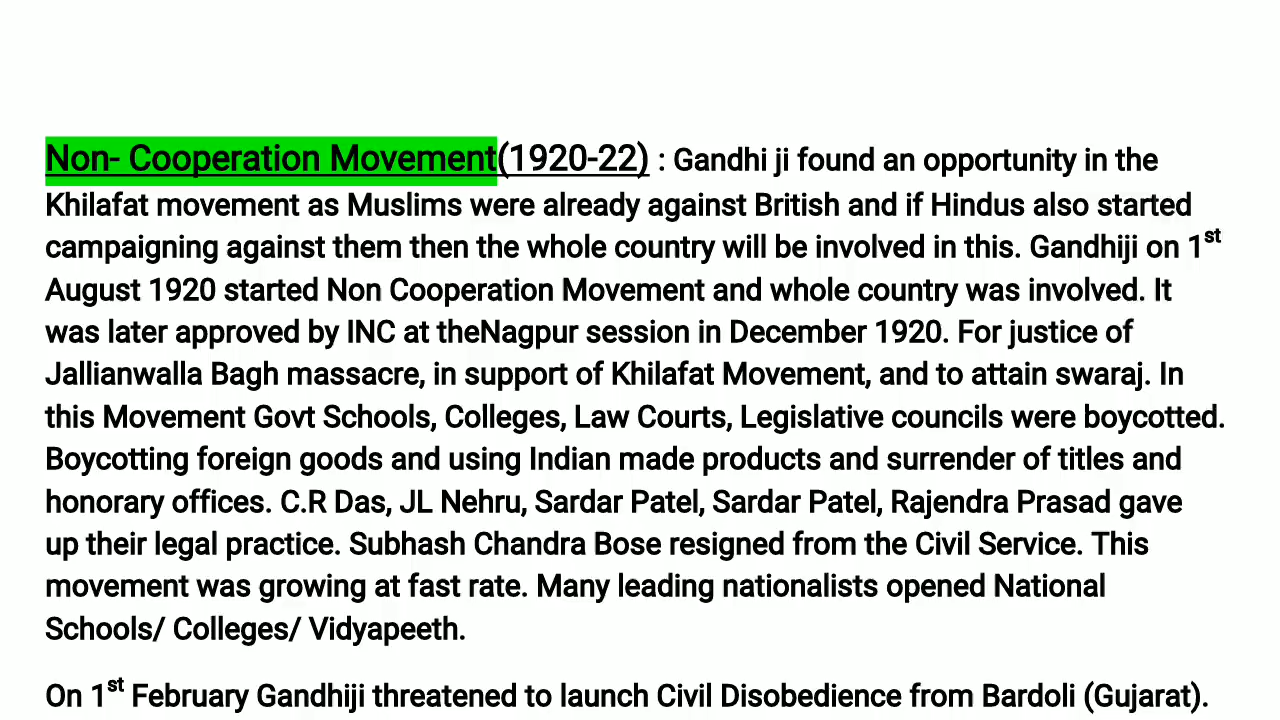 Non- Cooperation Movement(1920-22) : Gandhi ji found an opportunity in the
Khilafat movement as Muslims were already against British and if Hindus also started
campaigning against them then the whole country will be involved in this. Gandhiji on 1st
August 1920 started Non Cooperation Movement and whole country was involved. It
was later approved by INC at theNagpur session in December 1920. For justice of
Jallianwalla Bagh massacre, in support of Khilafat Movement, and to attain swaraj. In
this Movement Govt Schools, Colleges, Law Courts, Legislative councils were boycotted.
Boycotting foreign goods and using Indian made products and surrender of titles and
honorary offices. C.R Das, JL Nehru, Sardar Patel, Sardar Patel, Rajendra Prasad gave
up their legal practice. Subhash Chandra Bose resigned from the Civil Service. This
movement was growing at fast rate. Many leading nationalists opened National
Schools/ Colleges/ Vidyapeeth.
On 1st February Gandhiji threatened to launch Civil Disobedience from Bardoli (Gujarat).